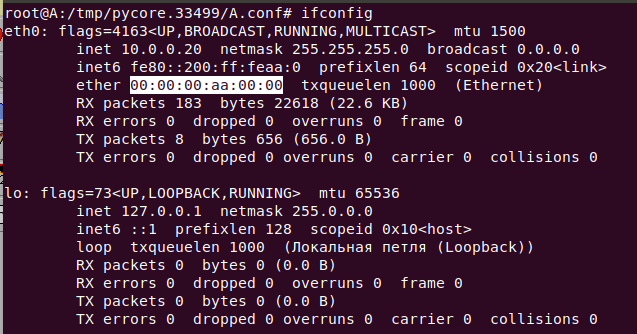 root@A:/tmp/pycore.33499/A.conf# ifconfig
eth0: flags=4163<UP,BROADCAST,RUNNING,MULTICAST>  mtu 1500
        inet 10.0.0.20  netmask 255.255.255.0  broadcast 0.0.0.0
        inet6 fe80::200:ff:feaa:0  prefixlen 64  scopeid 0x20<link>
        ether 00:00:00:aa:00:00  txqueuelen 1000  (Ethernet)
        RX packets 183  bytes 22618 (22.6 KB)
        RX errors 0  dropped 0  overruns 0  frame 0
        TX packets 8  bytes 656 (656.0 B)
        TX errors 0  dropped 0 overruns 0  carrier 0  collisions 0

lo: flags=73<UP,LOOPBACK,RUNNING>  mtu 65536
        inet 127.0.0.1  netmask 255.0.0.0
        inet6 ::1  prefixlen 128  scopeid 0x10<host>
        loop  txqueuelen 1000  (Локальная петля (Loopback))
        RX packets 0  bytes 0 (0.0 B)
        RX errors 0  dropped 0  overruns 0  frame 0
        TX packets 0  bytes 0 (0.0 B)
        TX errors 0  dropped 0 overruns 0  carrier 0  collisions 0